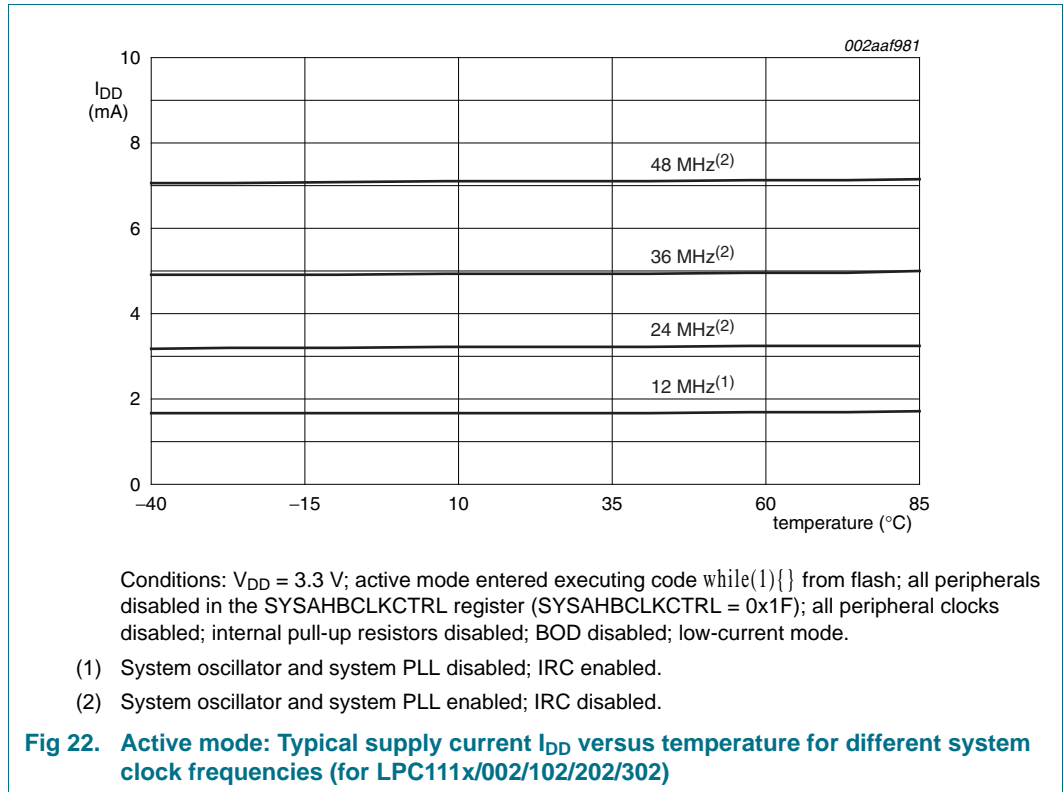 002aaf981
10
I_DD
(mA)
8
48 MHz(2)
6
36 MHz(2)
4
24 MHz(2)
12 MHz(1)
2
0
−40 −15 10 35 60 85
temperature (°C)
Conditions: V_DD = 3.3 V; active mode entered executing code while(1){} from flash; all peripherals
disabled in the SYSAHBCLKCTRL register (SYSAHBCLKCTRL = 0x1F); all peripheral clocks
disabled; internal pull-up resistors disabled; BOD disabled; low-current mode.
(1) System oscillator and system PLL disabled; IRC enabled.
(2) System oscillator and system PLL enabled; IRC disabled.
Fig 22. Active mode: Typical supply current I_DD versus temperature for different system
clock frequencies (for LPC111x/002/102/202/302)